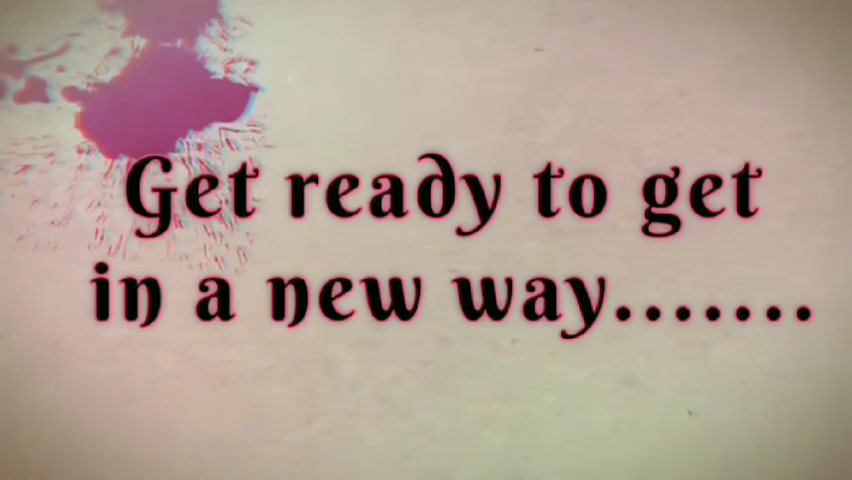 Get ready to get
in a new way.......